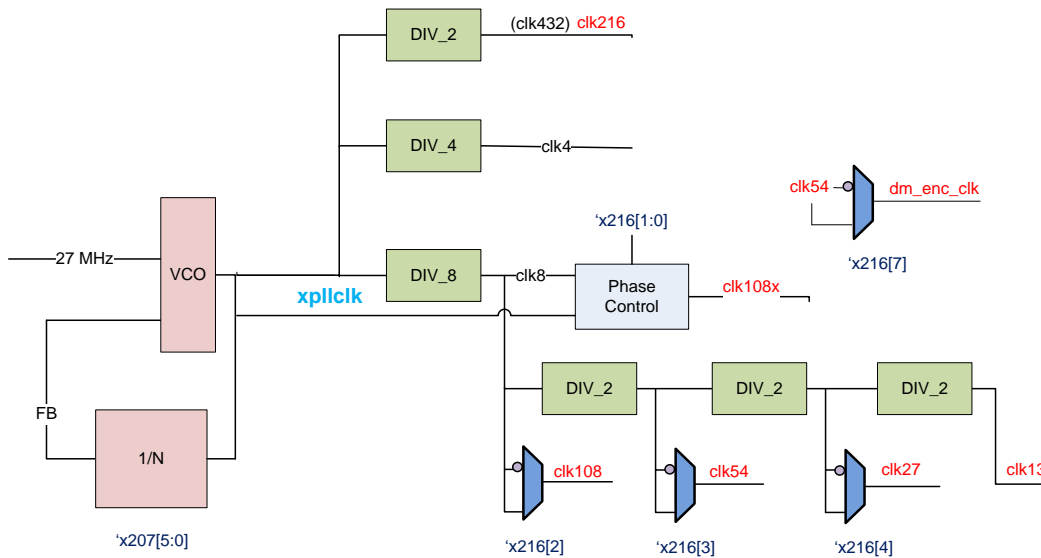 DIV_2
(clk432) clk216
DIV_4
clk4
clk54
dm_enc_clk
'x216[7]
'x216[1:0]
27 MHz
VCO
xpllclk
DIV_8
clk8
Phase
Control
clk108x
FB
1/N
'x207[5:0]
DIV_2
DIV_2
DIV_2
clk108
clk54
clk27
clk13
'x216[2]
'x216[3]
'x216[4]